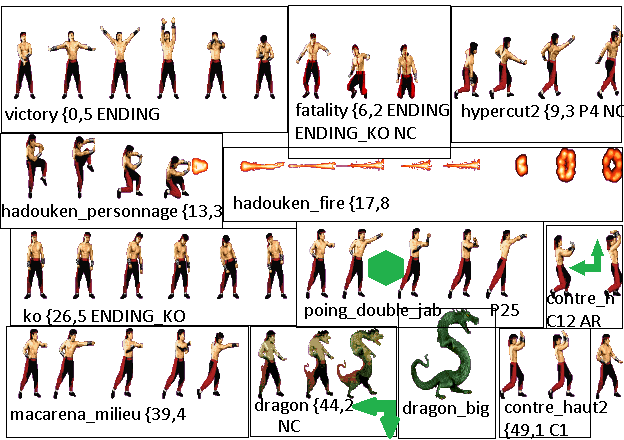 victory {0,5 ENDING
fatality {6,2 ENDING
ENDING_KO NC
hypercut2 {9,3 P4 NC
hadouken_personnage {13,3
hadouken_fire {17,8
ko {26,5 ENDING_KO
poing_double_jab P25
contre_h
C12 AR
macarena_milieu {39,4
dragon {44,2
NC
dragon_big
contre_haut2
{49,1 C1